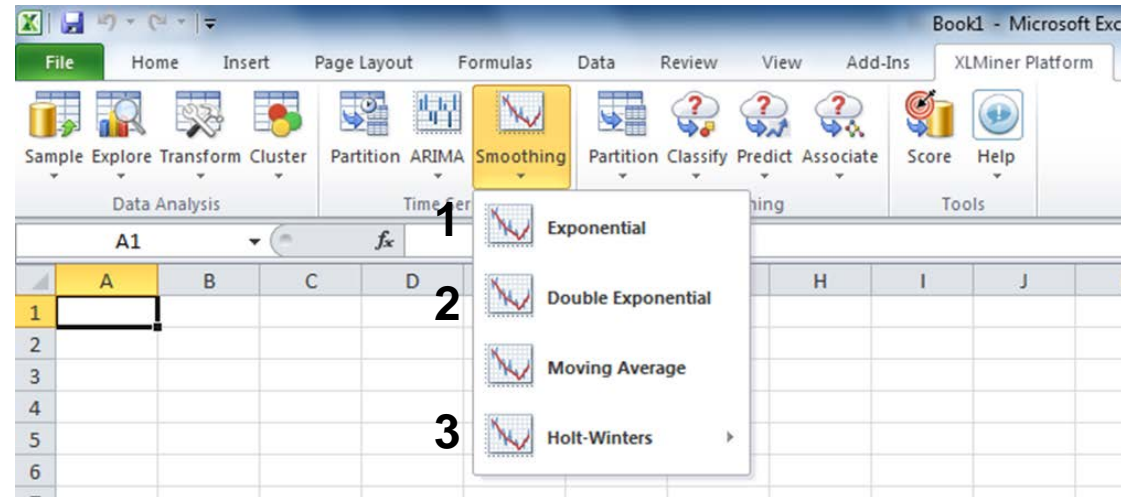 Book1 - Microsoft Exc
File Home Insert Page Layout Formulas Data Review View Add-Ins XLMiner Platform
Sample Explore Transform Cluster Partition ARIMA Smoothing Partition Classify Predict Associate Score Help
Data Analysis Time Ser ning Tools
A1 fx
A B C D H I J
1 Exponential
2 Double Exponential
Moving Average
3 Holt-Winters
1
2
3
4
5
6